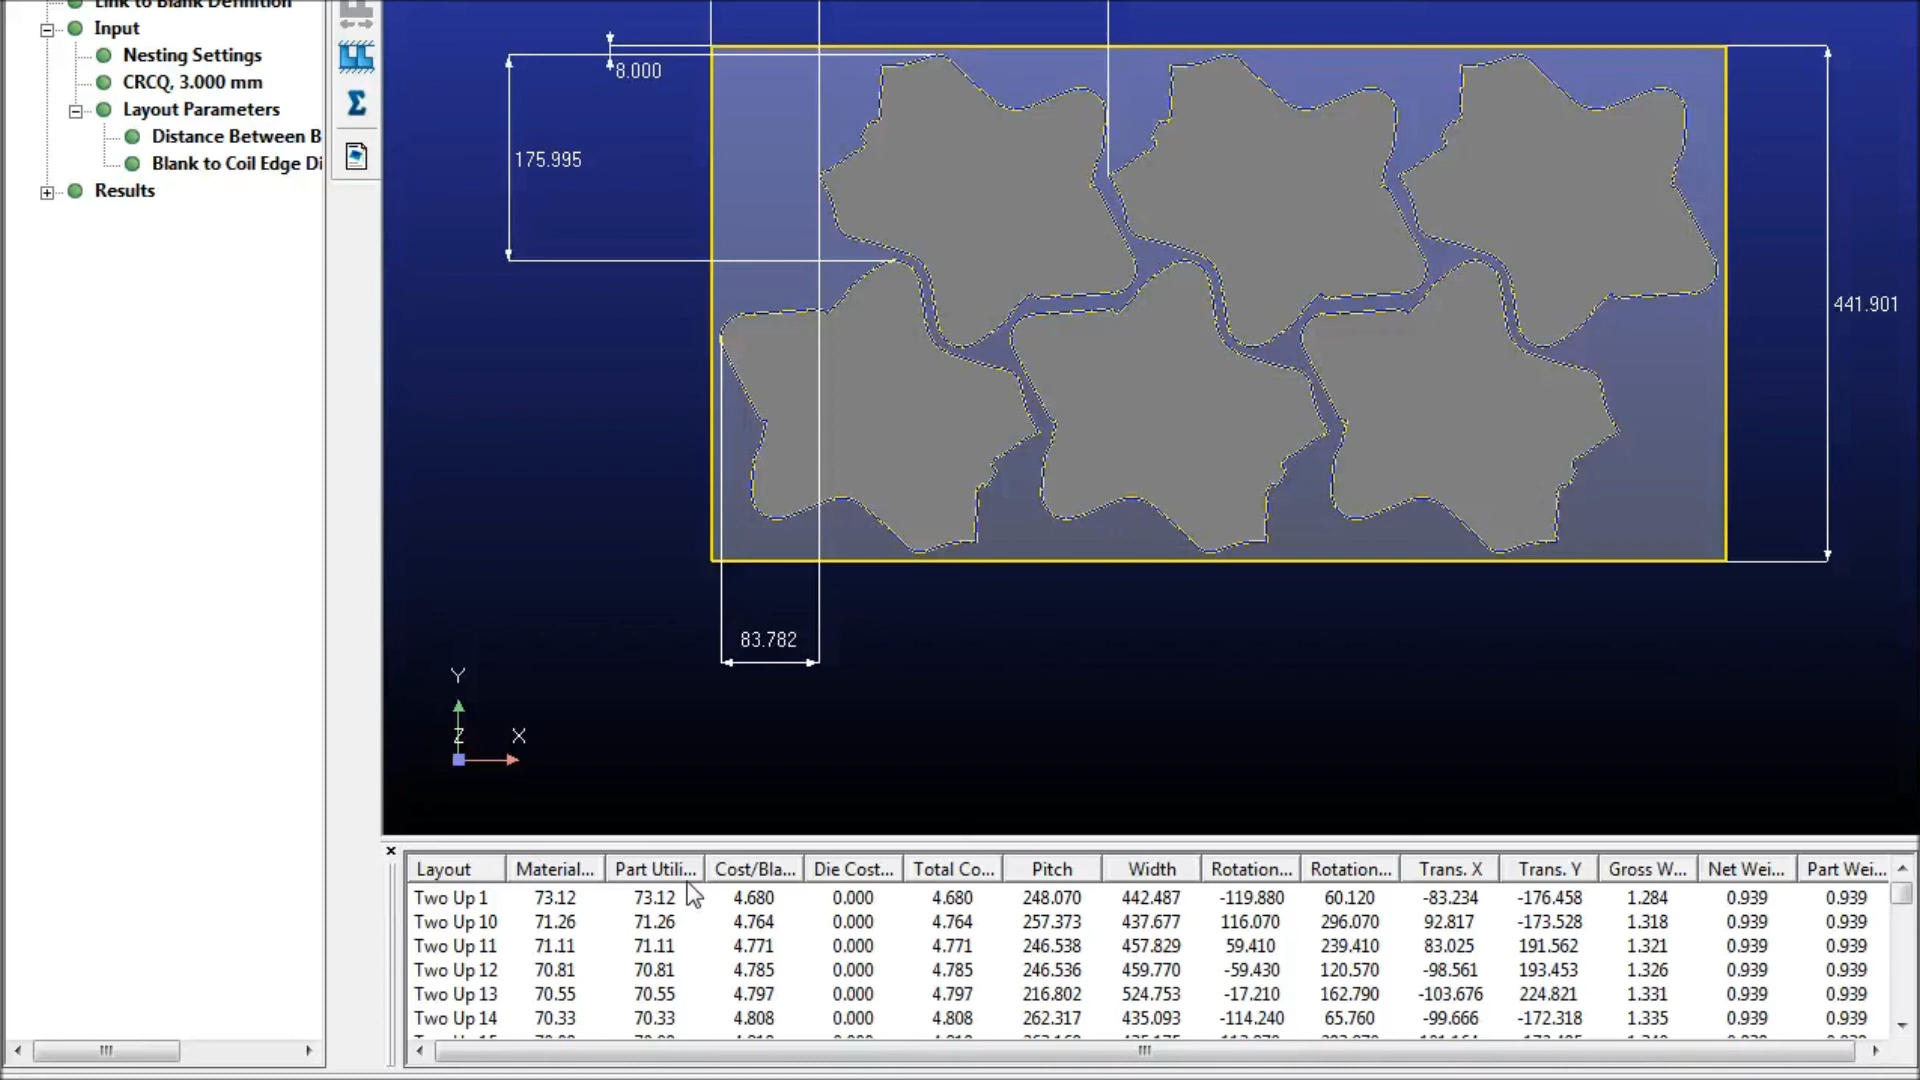 Link to Blank Definition
Input
Nesting Settings
CRCQ, 3.000 mm
Layout Parameters
Distance Between B
Blank to Coil Edge Di
Results
8.000
175.995
441.901
83.782
Y
Z X
Layout Material... Part Utili... Cost/Bla... Die Cost... Total Co... Pitch Width Rotation... Rotation... Trans. X Trans. Y Gross W... Net Wei... Part Wei...
Two Up 1 73.12 73.12 4.680 0.000 4.680 248.070 442.487 -119.880 60.120 -83.234 -176.458 1.284 0.939 0.939
Two Up 10 71.26 71.26 4.764 0.000 4.764 257.373 437.677 116.070 296.070 92.817 -173.528 1.318 0.939 0.939
Two Up 11 71.11 71.11 4.771 0.000 4.771 246.538 457.829 59.410 239.410 83.025 191.562 1.321 0.939 0.939
Two Up 12 70.81 70.81 4.785 0.000 4.785 246.536 459.770 -59.430 120.570 -98.561 193.453 1.326 0.939 0.939
Two Up 13 70.55 70.55 4.797 0.000 4.797 216.802 524.753 -17.210 162.790 -103.676 224.821 1.331 0.939 0.939
Two Up 14 70.33 70.33 4.808 0.000 4.808 262.317 435.093 -114.240 65.760 -99.666 -172.318 1.335 0.939 0.939